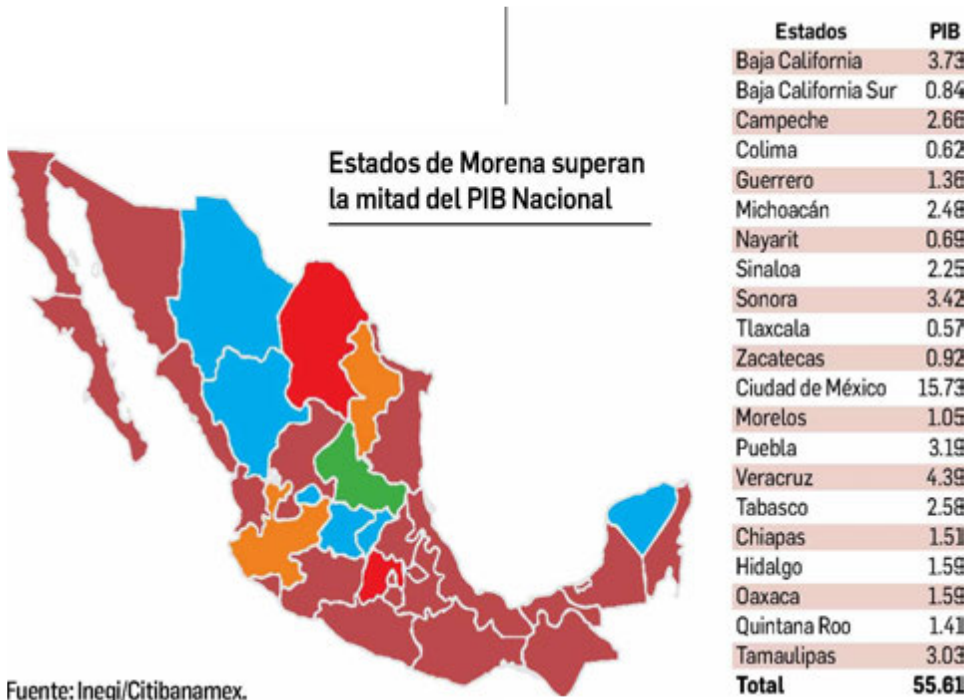 Estados de Morena superan
la mitad del PIB Nacional
Estados PIB
Baja California 3.73
Baja California Sur 0.84
Campeche 2.66
Colima 0.62
Guerrero 1.36
Michoacán 2.48
Nayarit 0.69
Sinaloa 2.25
Sonora 3.42
Tlaxcala 0.57
Zacatecas 0.92
Ciudad de México 15.73
Morelos 1.05
Puebla 3.19
Veracruz 4.39
Tabasco 2.58
Chiapas 1.51
Hidalgo 1.59
Oaxaca 1.59
Quintana Roo 1.41
Tamaulipas 3.03
Total 55.61
Fuente: Inegi/Citibanamex.